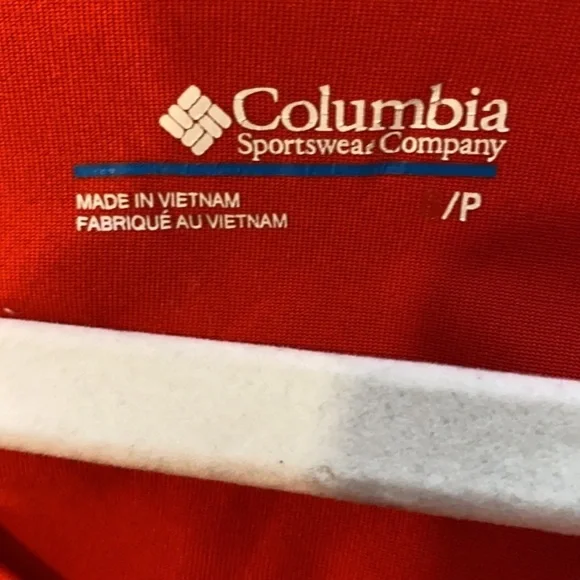 Columbia
Sportswear Company
MADE IN VIETNAM
/P
FABRIQUÉ AU VIETNAM